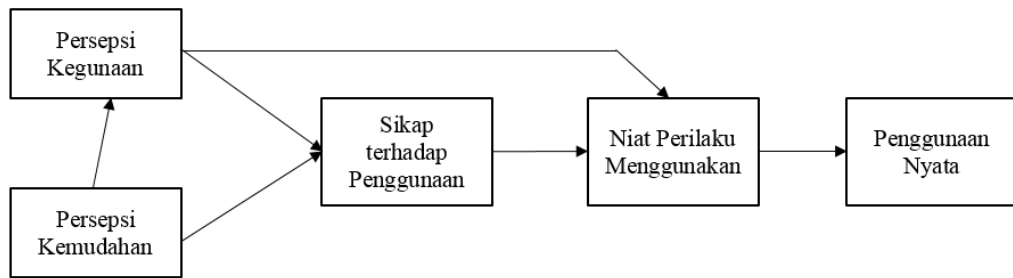 Persepsi
Kegunaan
Sikap
terhadap
Penggunaan
Niat Perilaku
Menggunakan
Penggunaan
Nyata
Persepsi
Kemudahan